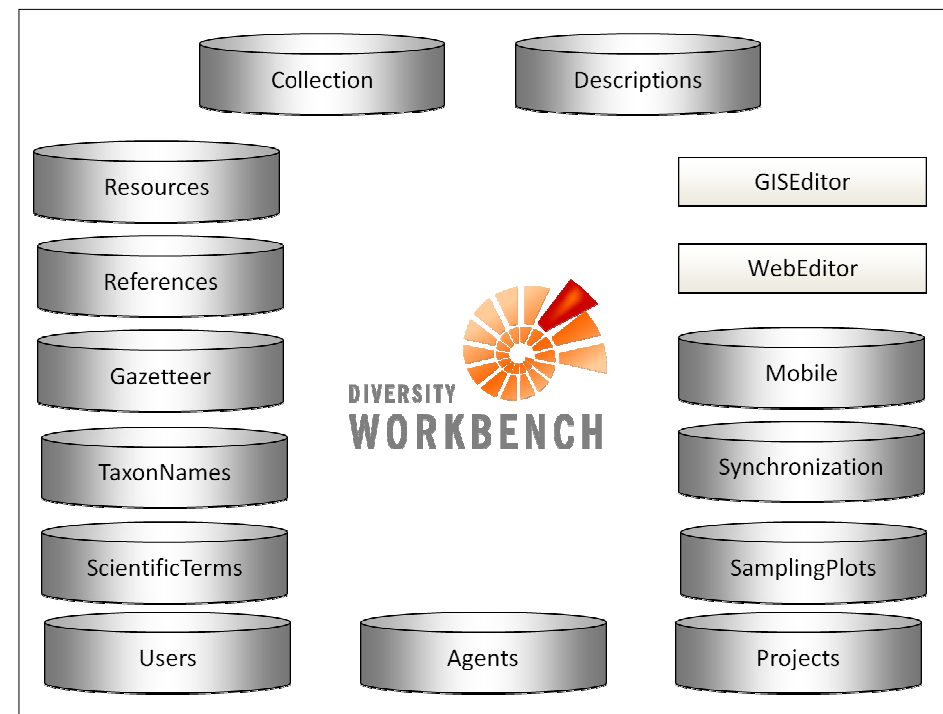 Collection
Descriptions
Resources
GISEditor
References
WebEditor
Gazetteer
Mobile
DIVERSITY
WORKBENCH
TaxonNames
Synchronization
ScientificTerms
SamplingPlots
Users
Agents
Projects